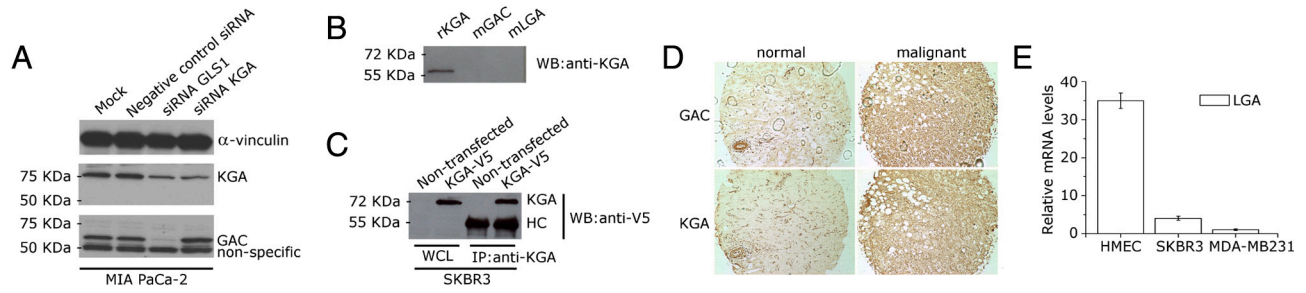 A
Mock
Negative control siRNA
siRNA GLS1
siRNA KGA
α-vinculin
75 KDa
KGA
50 KDa
75 KDa
GAC
50 KDa
non-specific
MIA PaCa-2
B
rKGA
mGAC
mLGA
72 KDa
55 KDa
WB:anti-KGA
C
Non-transfected
KGA-V5
Non-transfected
KGA-V5
72 KDa
KGA
55 KDa
HC
WB:anti-V5
WCL
IP:anti-KGA
SKBR3
D
normal
malignant
GAC
KGA
E
Relative mRNA levels
40
30
20
10
0
LGA
HMEC
SKBR3
MDA-MB231